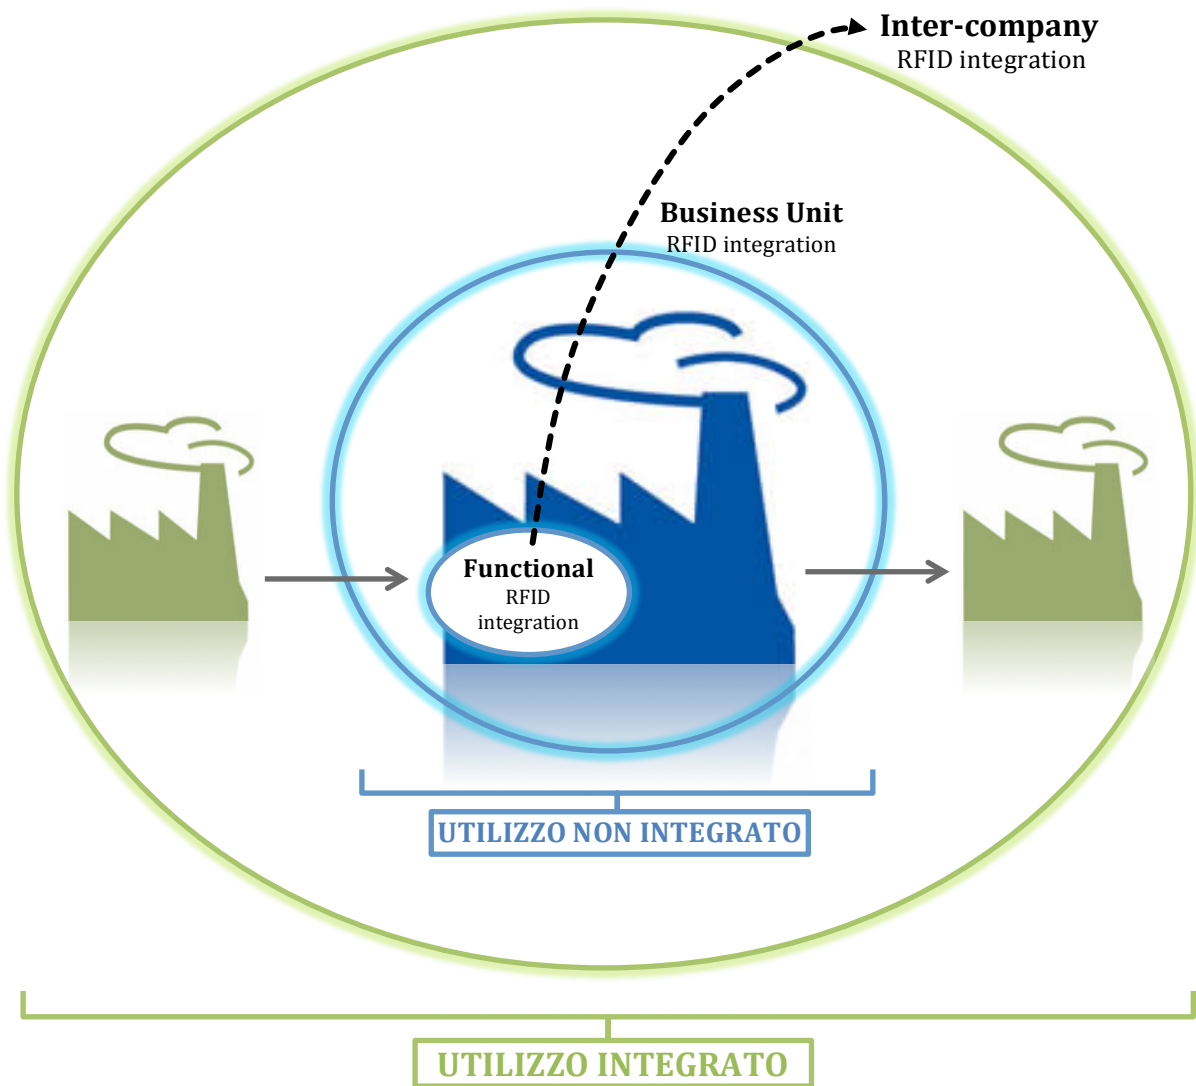 Inter-company
RFID integration
Business Unit
RFID integration
Functional
RFID
integration
UTILIZZO NON INTEGRATO
UTILIZZO INTEGRATO